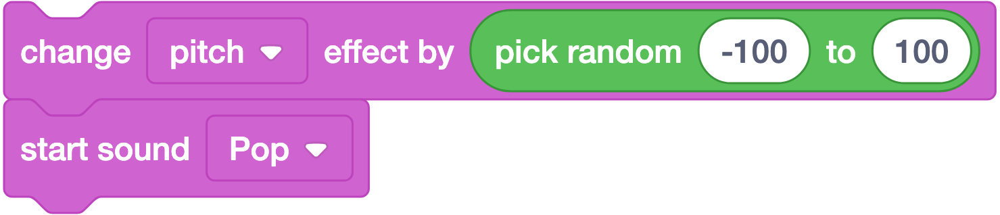 change pitch effect by pick random -100 to 100
start sound Pop